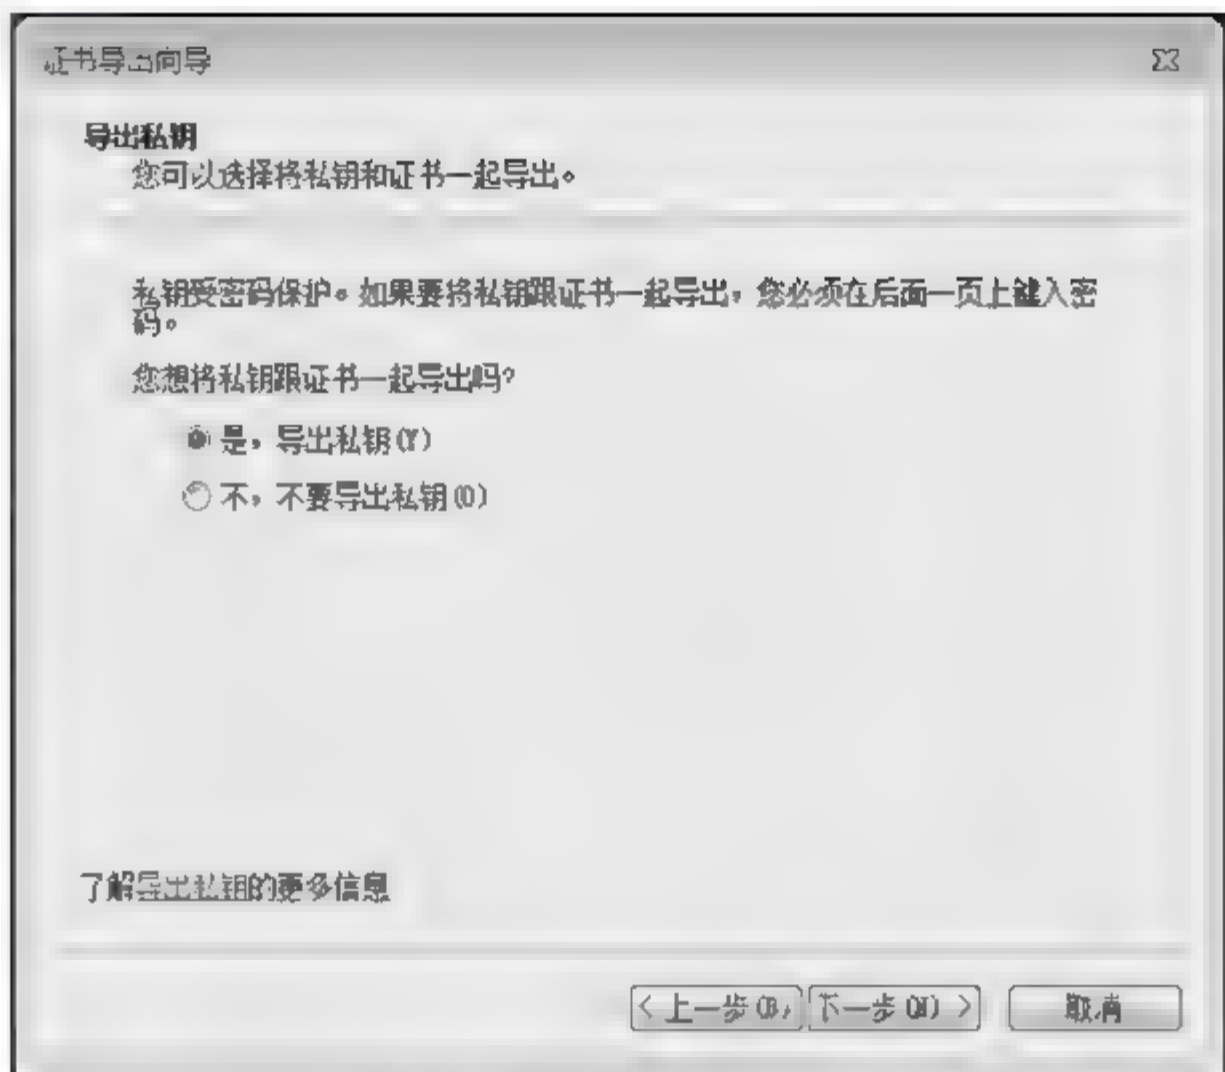 证书导出向导
导出私钥
您可以选择将私钥和证书一起导出。
私钥受密码保护。如果要将私钥跟证书一起导出，您必须在后面一页上键入密
码。
您想将私钥跟证书一起导出吗?
是，导出私钥(Y)
不，不要导出私钥(O)
了解导出私钥的更多信息
< 上一步(B) 下一步(N) > 取消